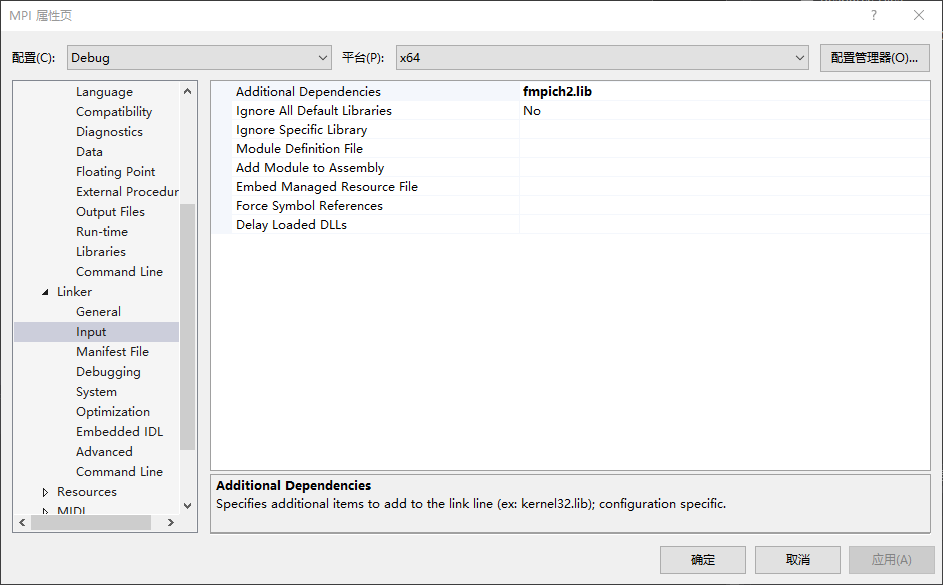 MPI 属性页
配置(C): Debug 平台(P): x64 配置管理器(O)...
Language
Compatibility
Diagnostics
Data
Floating Point
External Procedur
Output Files
Run-time
Libraries
Command Line
Linker
General
Input
Manifest File
Debugging
System
Optimization
Embedded IDL
Advanced
Command Line
Resources
MIDL
Additional Dependencies fmpich2.lib
Ignore All Default Libraries No
Ignore Specific Library
Module Definition File
Add Module to Assembly
Embed Managed Resource File
Force Symbol References
Delay Loaded DLLs
Additional Dependencies
Specifies additional items to add to the link line (ex: kernel32.lib); configuration specific.
确定 取消 应用(A)